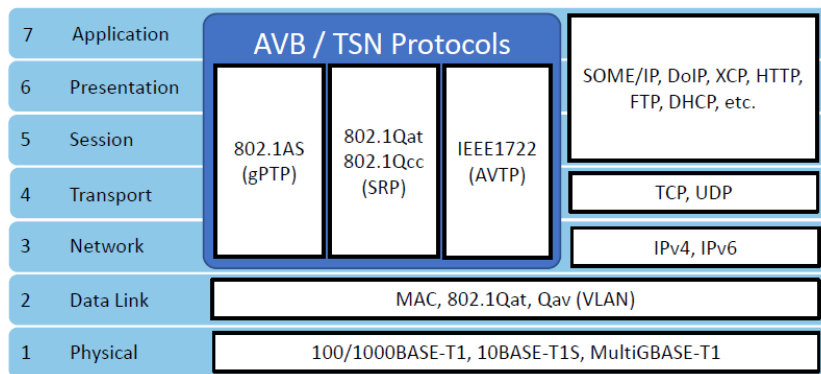 7 Application
AVB / TSN Protocols
6 Presentation
SOME/IP, DoIP, XCP, HTTP,
FTP, DHCP, etc.
5 Session
802.1AS
(gPTP)
802.1Qat
802.1Qcc
(SRP)
IEEE1722
(AVTP)
4 Transport
TCP, UDP
3 Network
IPv4, IPv6
2 Data Link
MAC, 802.1Qat, Qav (VLAN)
1 Physical
100/1000BASE-T1, 10BASE-T1S, MultiGBASE-T1